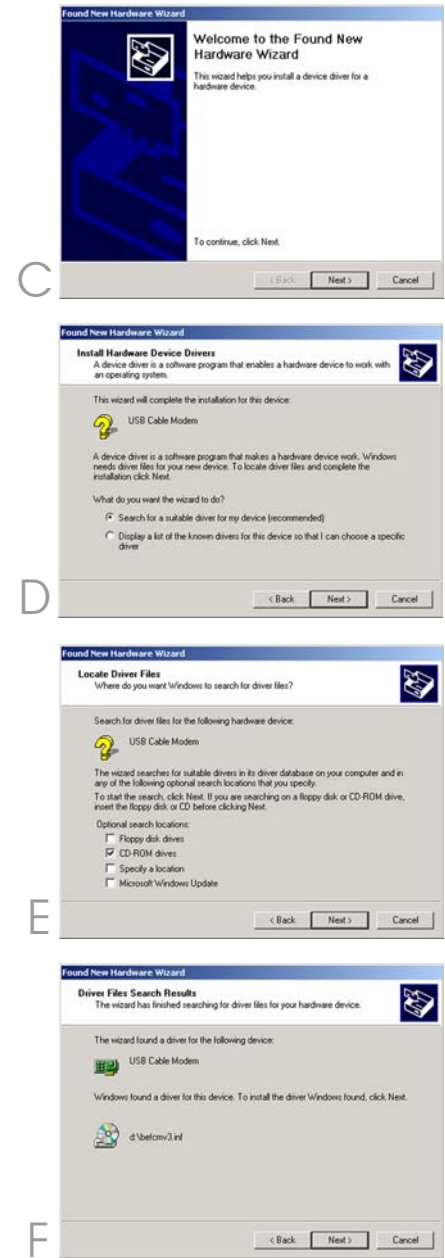 Found New Hardware Wizard
Welcome to the Found New
Hardware Wizard
This wizard helps you install a device driver for a
hardware device.
To continue, click Next.
< Back
Next >
Cancel
C
Found New Hardware Wizard
Install Hardware Device Drivers
A device driver is a software program that enables a hardware device to work with
an operating system.
This wizard will complete the installation for this device:
USB Cable Modem
A device driver is a software program that makes a hardware device work. Windows
needs driver files for your new device. To locate driver files and complete the
installation click Next.
What do you want the wizard to do?
Search for a suitable driver for my device (recommended)
Display a list of the known drivers for this device so that I can choose a specific
driver
< Back
Next >
Cancel
D
Found New Hardware Wizard
Locate Driver Files
Where do you want Windows to search for driver files?
Search for driver files for the following hardware device:
USB Cable Modem
The wizard searches for suitable drivers in its driver database on your computer and in
any of the following optional search locations that you specify.
To start the search, click Next. If you are searching on a floppy disk or CD-ROM drive,
insert the floppy disk or CD before clicking Next.
Optional search locations:
Floppy disk drives
CD-ROM drives
Specify a location
Microsoft Windows Update
< Back
Next >
Cancel
E
Found New Hardware Wizard
Driver Files Search Results
The wizard has finished searching for driver files for your hardware device.
The wizard found a driver for the following device:
USB Cable Modem
Windows found a driver for this device. To install the driver Windows found, click Next.
d:\befcmv3.inf
< Back
Next >
Cancel
F